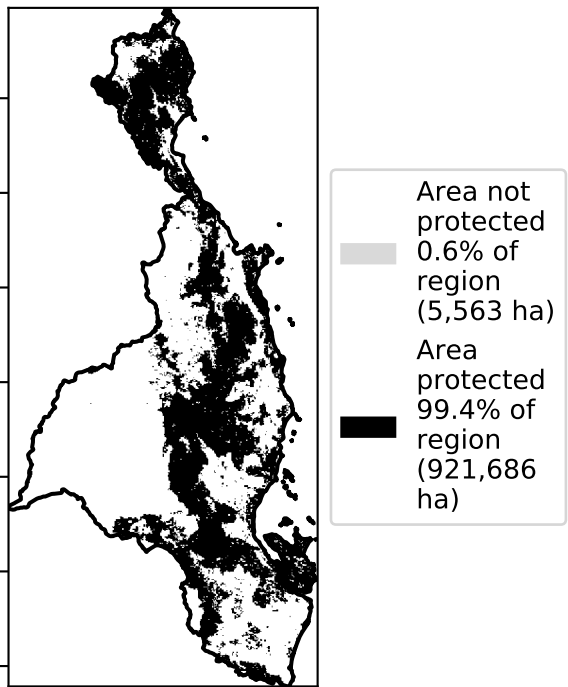 Area not
protected
0.6% of
region
(5,563 ha)
Area
protected
99.4% of
region
(921,686
ha)